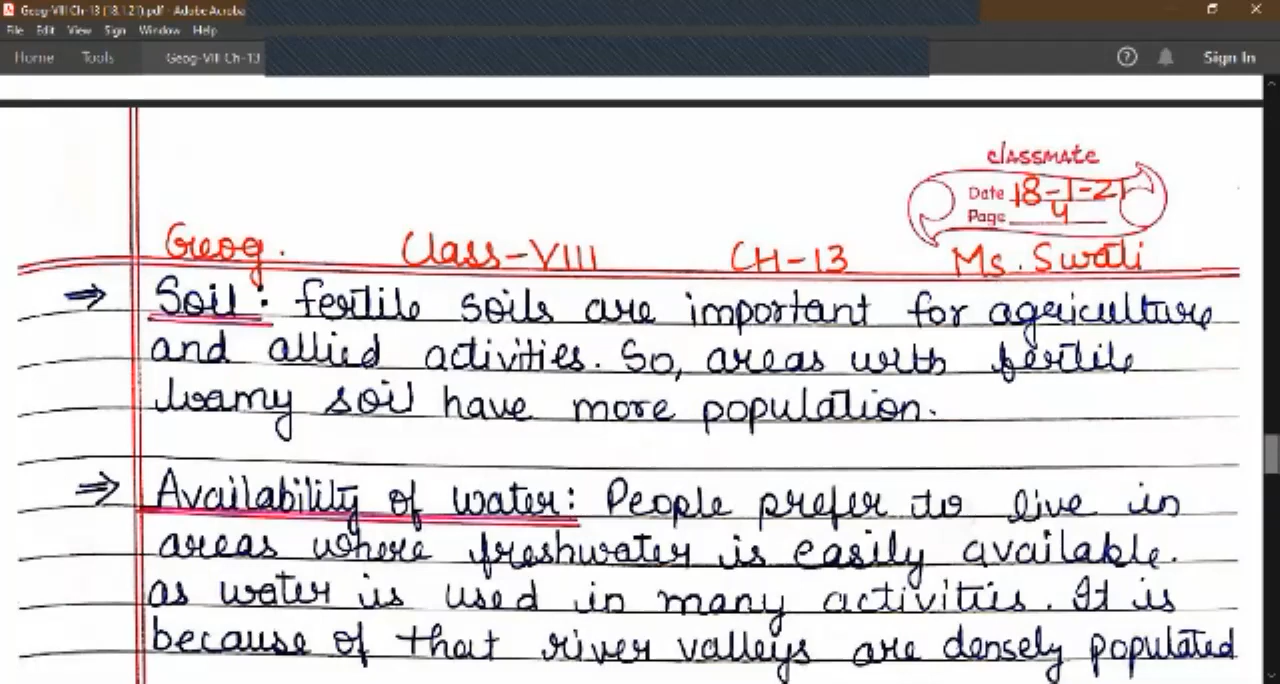 Geog-VIII Ch-13 (18.1.21).pdf - Adobe Acroba
File Edit View Sign Window Help
Home Tools Geog-VIII Ch-13 Sign In
classmate
Date 18-1-21
Page 4
Geog. Class-VIII CH-13 Ms. Swati
⇒ Soil: fertile soils are important for agriculture
and allied activities. So, areas with fertile
loamy soil have more population.
⇒ Availability of water: People prefer to live in
areas where freshwater is easily available.
as water is used in many activities. It is
because of that river valleys are densely populated